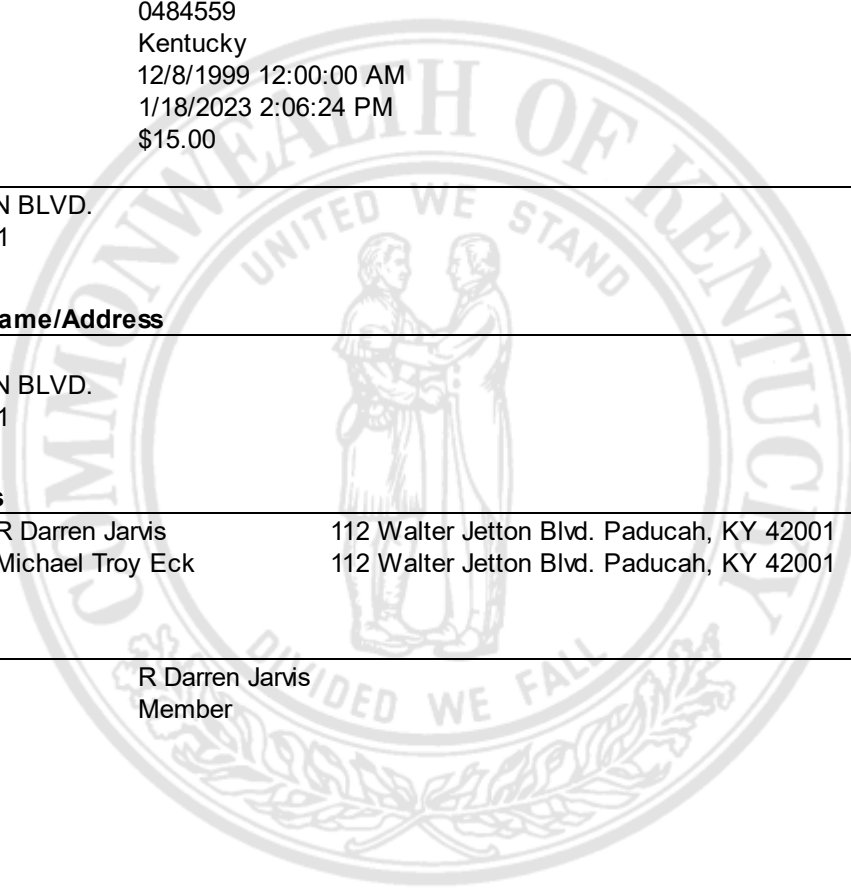 0484559
Kentucky
12/8/1999 12:00:00 AM
1/18/2023 2:06:24 PM
$15.00
N BLVD.
1
ame/Address
N BLVD.
1
s
R Darren Jarvis 112 Walter Jetton Blvd. Paducah, KY 42001
Michael Troy Eck 112 Walter Jetton Blvd. Paducah, KY 42001
R Darren Jarvis
Member
COMMONWEALTH OF KENTUCKY
UNITED WE STAND
DIVIDED WE FALL